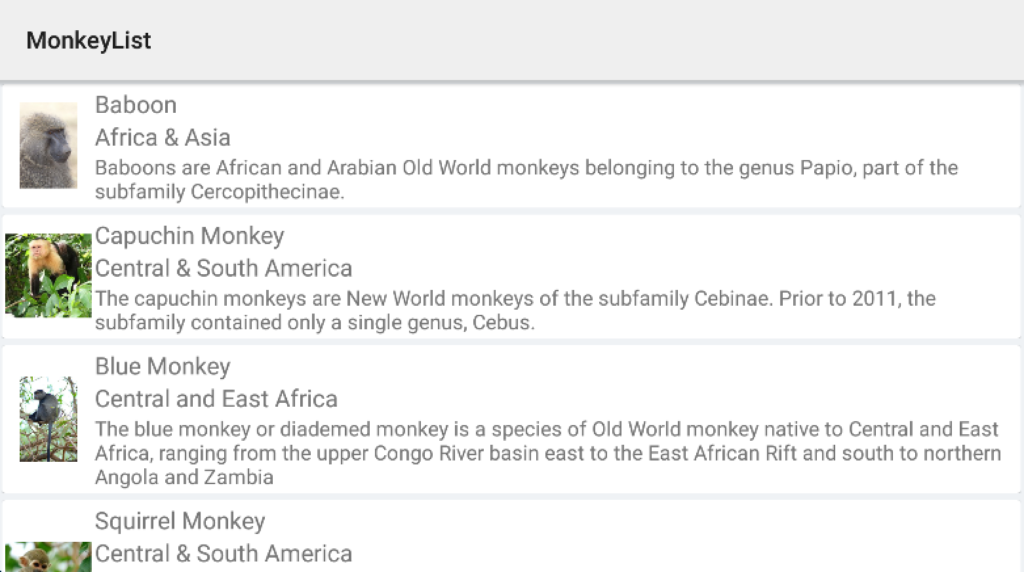 MonkeyList
Baboon
Africa & Asia
Baboons are African and Arabian Old World monkeys belonging to the genus Papio, part of the
subfamily Cercopithecinae.
Capuchin Monkey
Central & South America
The capuchin monkeys are New World monkeys of the subfamily Cebinae. Prior to 2011, the
subfamily contained only a single genus, Cebus.
Blue Monkey
Central and East Africa
The blue monkey or diademed monkey is a species of Old World monkey native to Central and East
Africa, ranging from the upper Congo River basin east to the East African Rift and south to northern
Angola and Zambia
Squirrel Monkey
Central & South America